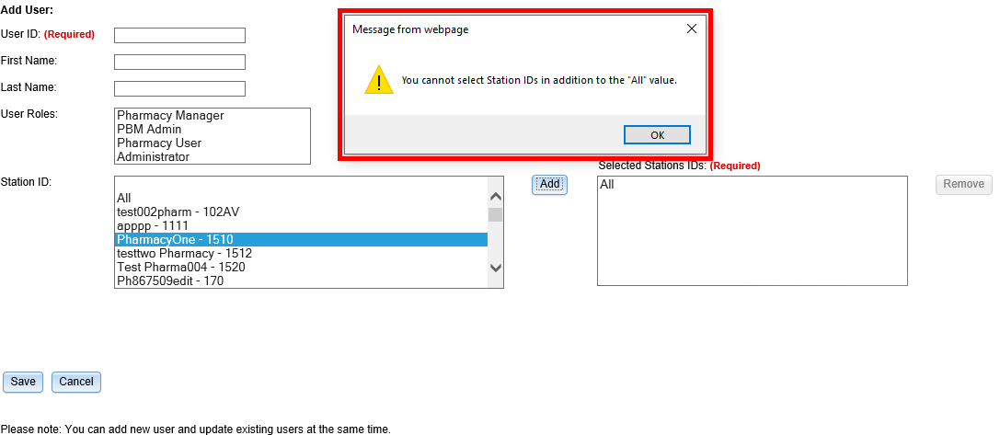 Add User:
User ID: (Required)
First Name:
Last Name:
User Roles:
Pharmacy Manager
PBM Admin
Pharmacy User
Administrator
Message from webpage
You cannot select Station IDs in addition to the "All" value.
OK
Station ID:
All
test002pharm - 102AV
apppp - 1111
PharmacyOne - 1510
testtwo Pharmacy - 1512
Test Pharma004 - 1520
Ph867509edit - 170
Add
Selected Stations IDs: (Required)
All
Remove
Save Cancel
Please note: You can add new user and update existing users at the same time.